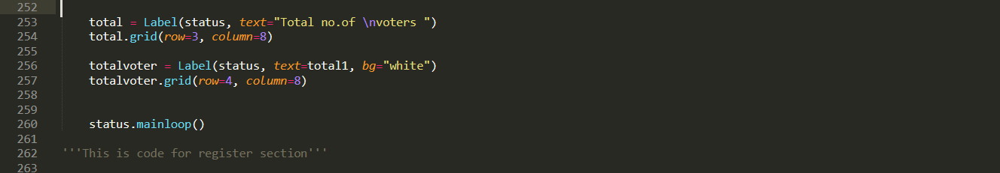 252
253 total = Label(status, text="Total no.of \nvoters ")
254 total.grid(row=3, column=8)
255
256 totalvoter = Label(status, text=total1, bg="white")
257 totalvoter.grid(row=4, column=8)
258
259
260 status.mainloop()
261
262 '''This is code for register section'''
263